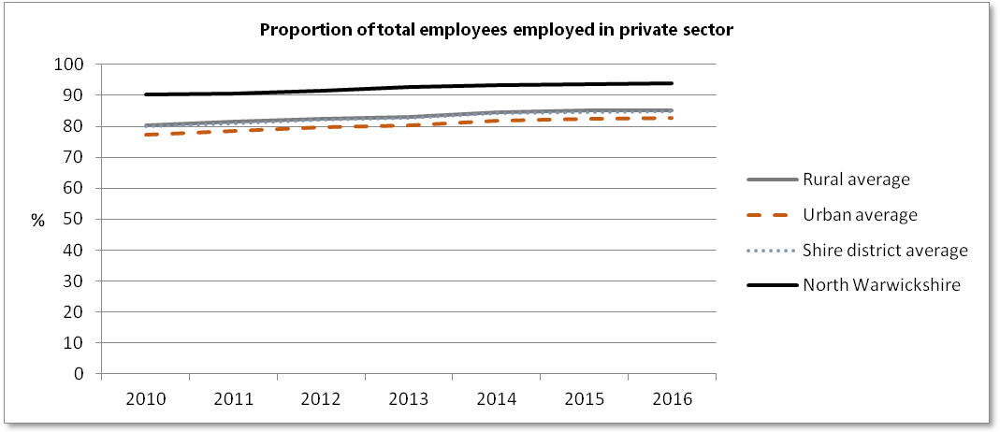 Proportion of total employees employed in private sector
100
90
80
70
60
50
40
30
20
10
0
%
2010 2011 2012 2013 2014 2015 2016
Rural average
Urban average
Shire district average
North Warwickshire